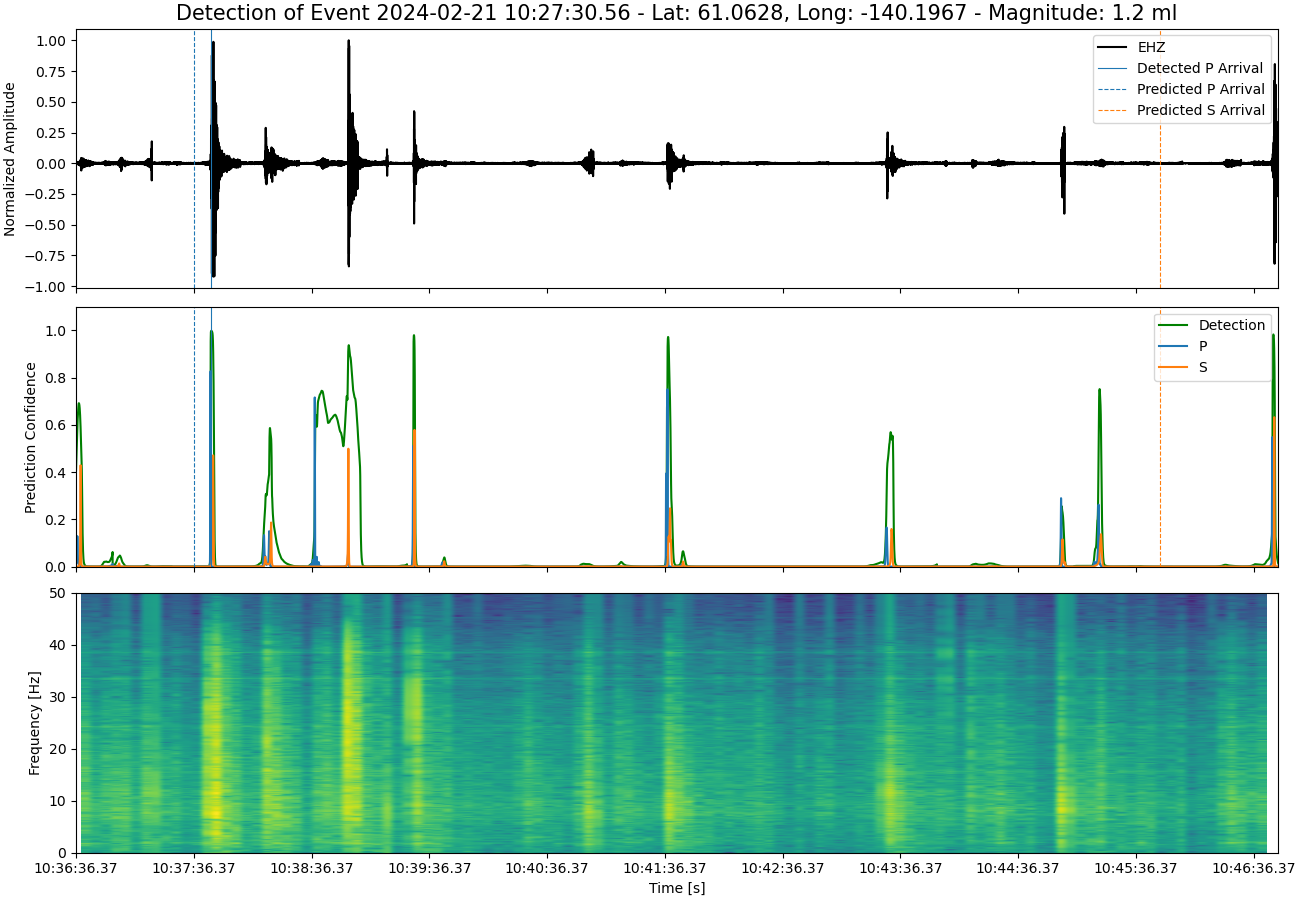 Detection of Event 2024-02-21 10:27:30.56 - Lat: 61.0628, Long: -140.1967 - Magnitude: 1.2 ml
Normalized Amplitude
1.00
0.75
0.50
0.25
0.00
−0.25
−0.50
−0.75
−1.00
EHZ
Detected P Arrival
Predicted P Arrival
Predicted S Arrival
Prediction Confidence
1.0
0.8
0.6
0.4
0.2
0.0
Detection
P
S
Frequency [Hz]
50
40
30
20
10
0
10:36:36.37 10:37:36.37 10:38:36.37 10:39:36.37 10:40:36.37 10:41:36.37 10:42:36.37 10:43:36.37 10:44:36.37 10:45:36.37 10:46:36.37
Time [s]